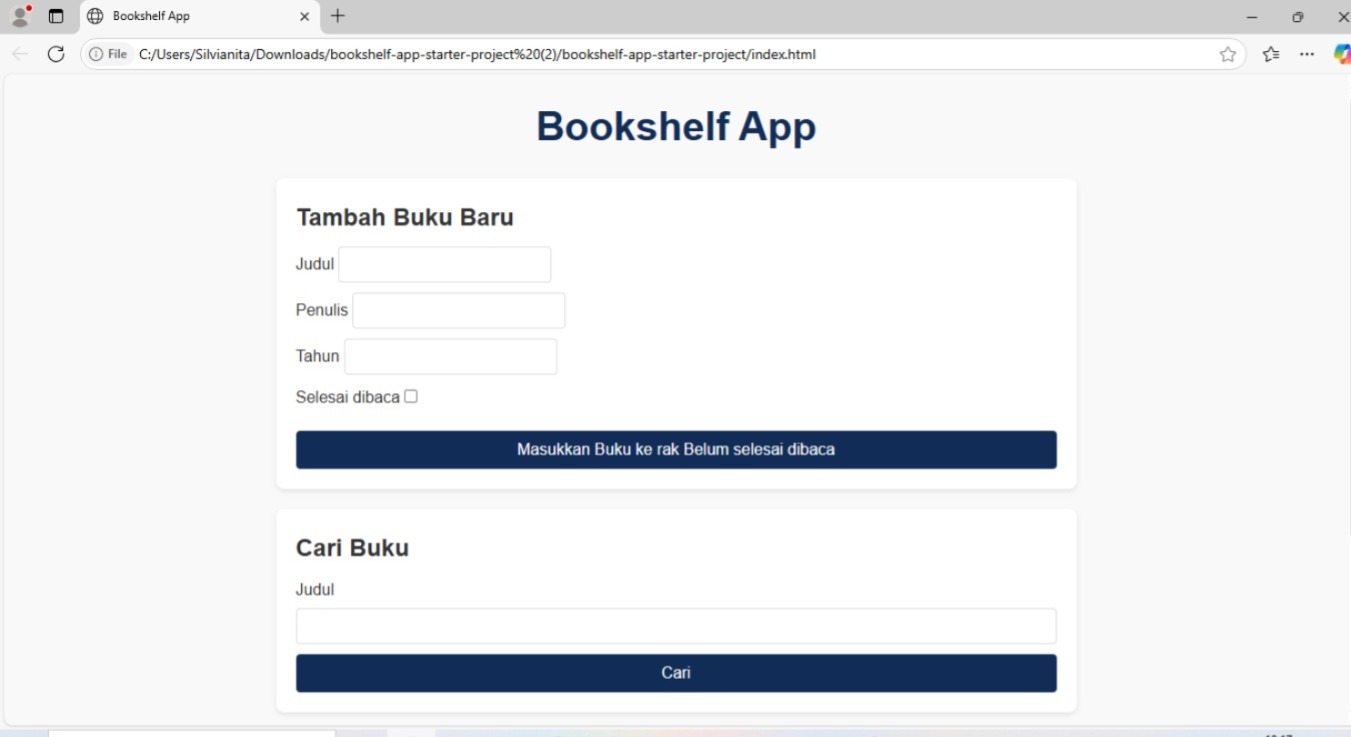 Bookshelf App
File C:/Users/Silvianita/Downloads/bookshelf-app-starter-project%20(2)/bookshelf-app-starter-project/index.html
Bookshelf App
Tambah Buku Baru
Judul
Penulis
Tahun
Selesai dibaca
Masukkan Buku ke rak Belum selesai dibaca
Cari Buku
Judul
Cari